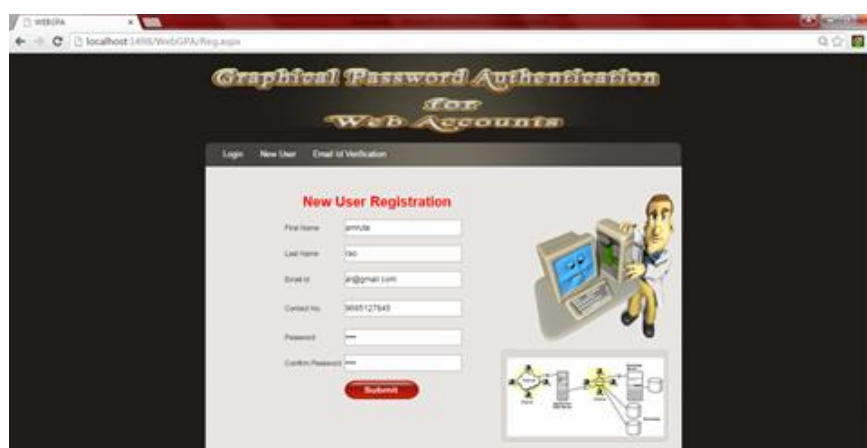 WEBGPA
localhost:1498/WebGPA/Reg.aspx
Graphical Password Authentication
for
Web Accounts
Login New User Email Id Verification
New User Registration
First Name amruta
Last Name rao
Email Id ar@gmail.com
Contact No.
Password ••••
Confirm Password ••••
Submit